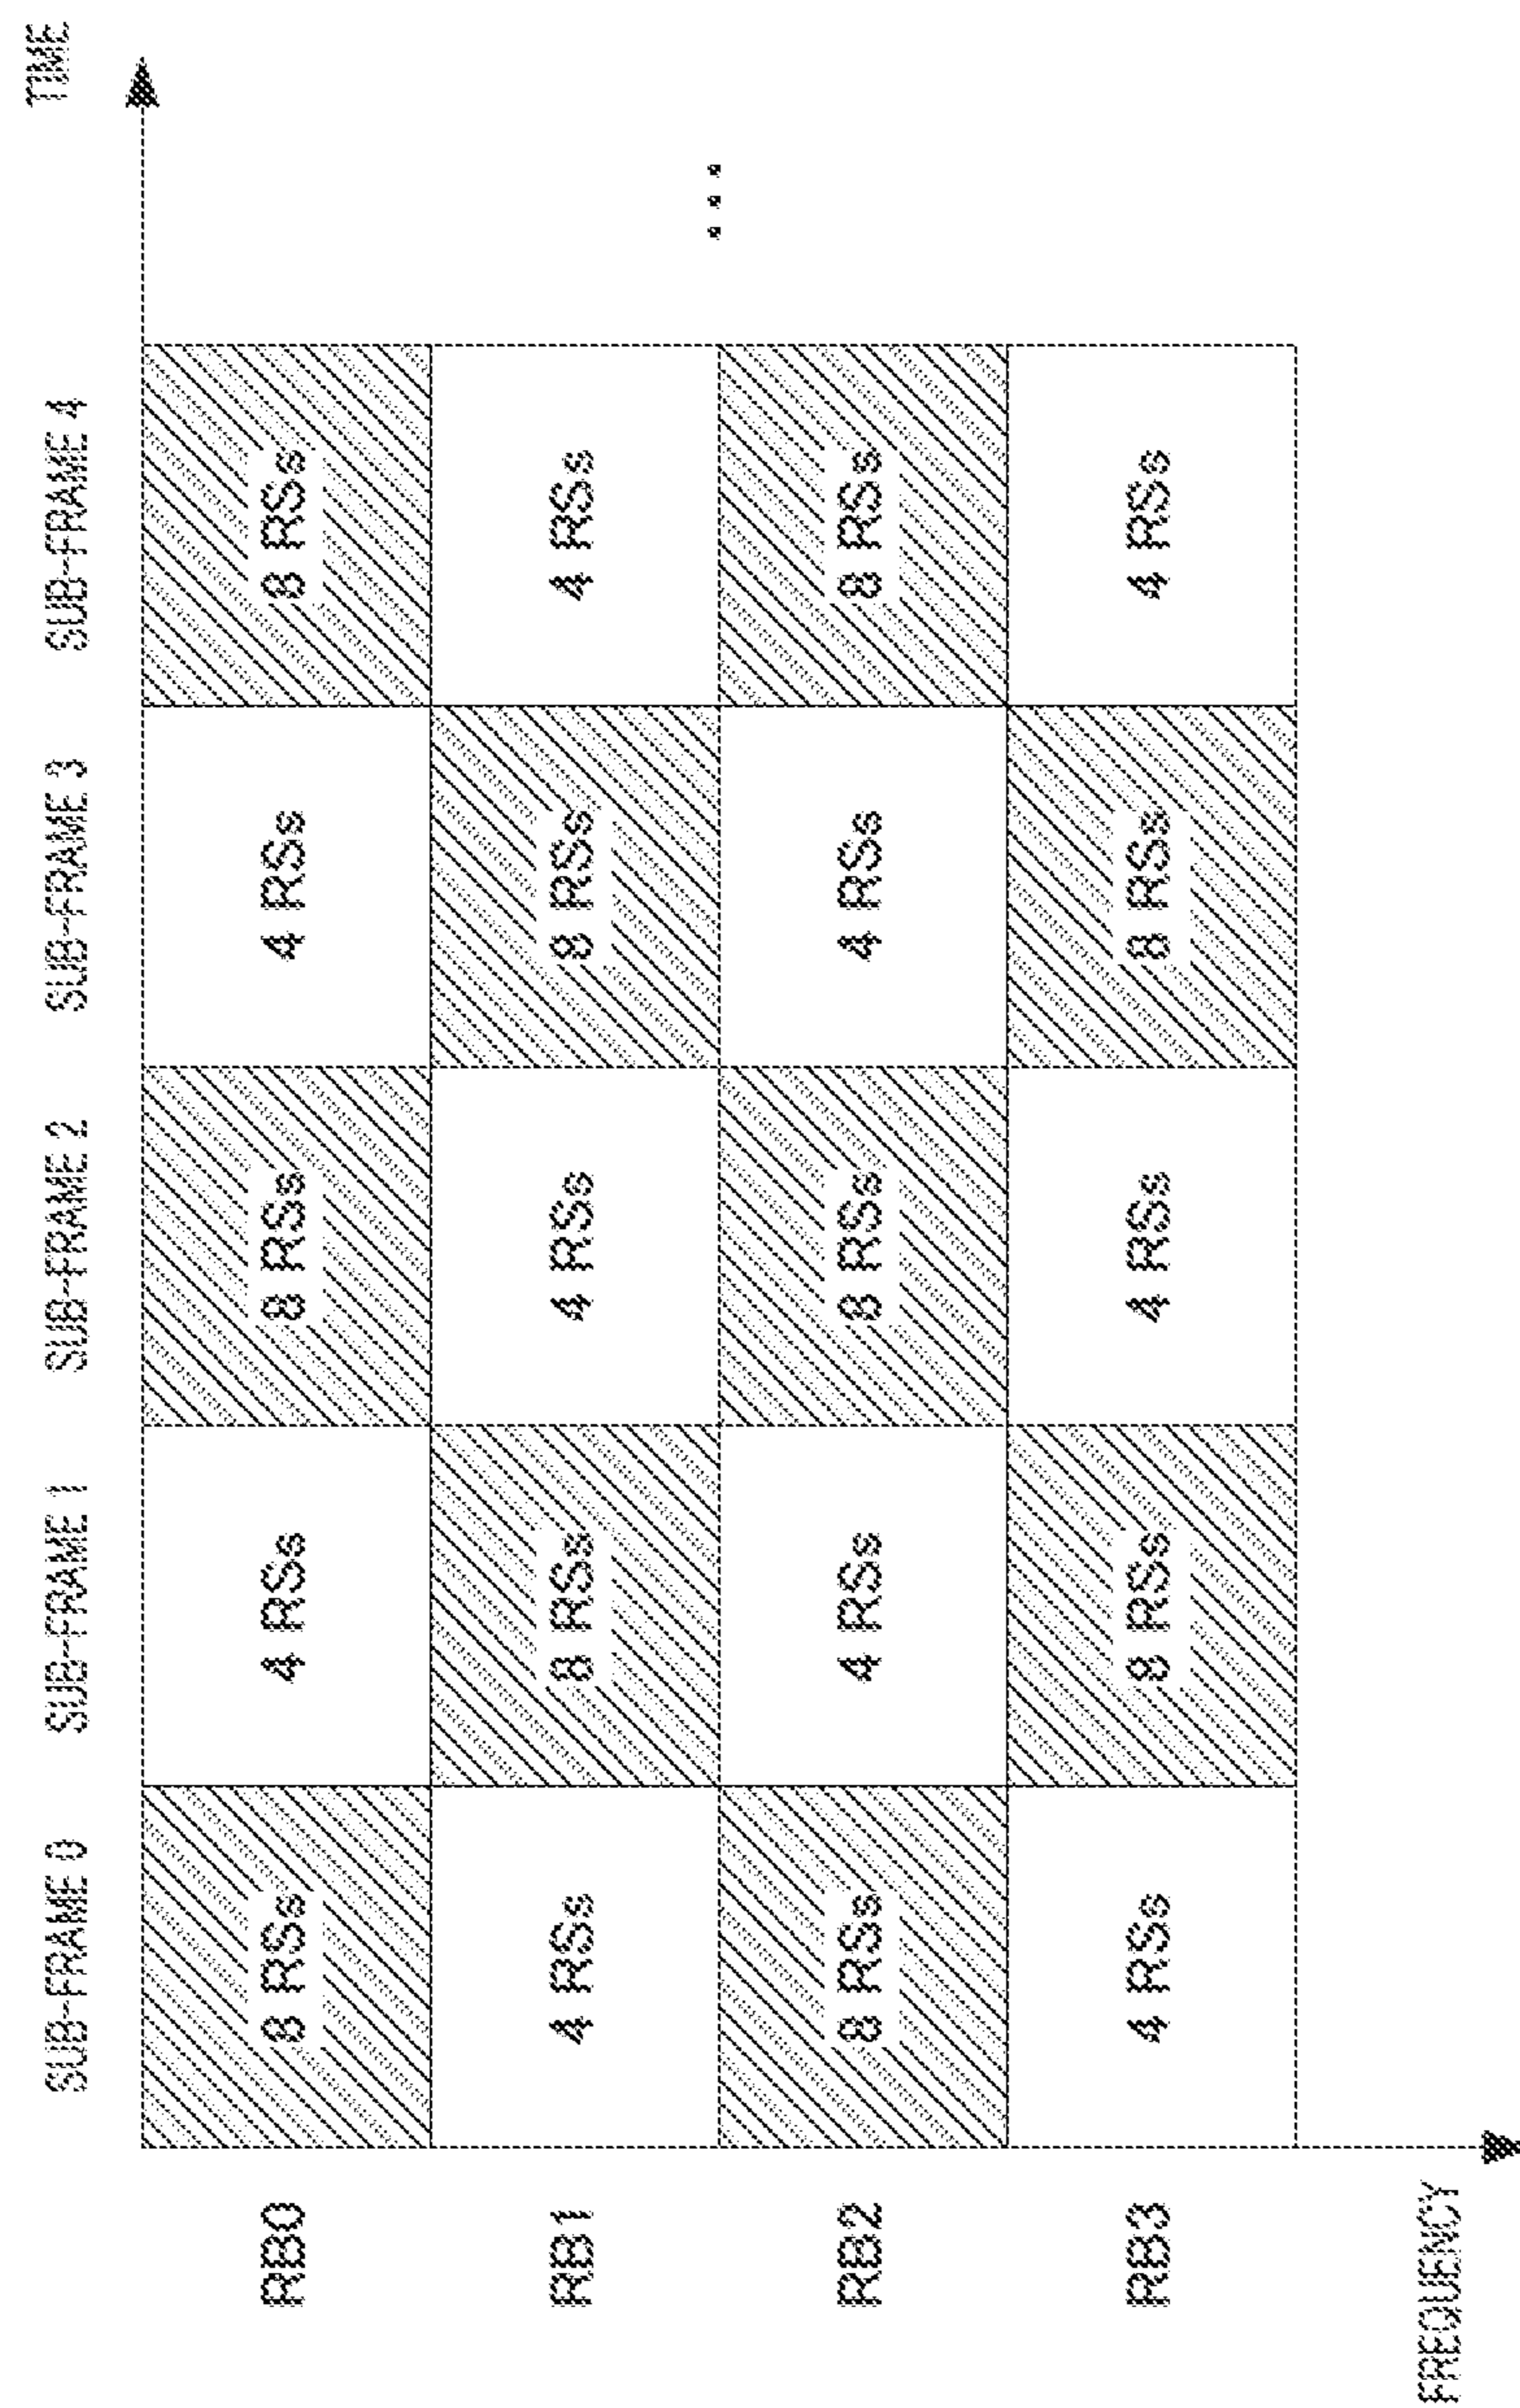 TIME
SUB-FRAME 0 SUB-FRAME 1 SUB-FRAME 2 SUB-FRAME 3 SUB-FRAME 4
RB0 8 RSs 4 RSs 8 RSs 4 RSs 8 RSs
RB1 4 RSs 8 RSs 4 RSs 8 RSs 4 RSs
...
RB2 8 RSs 4 RSs 8 RSs 4 RSs 8 RSs
RB3 4 RSs 8 RSs 4 RSs 8 RSs 4 RSs
FREQUENCY